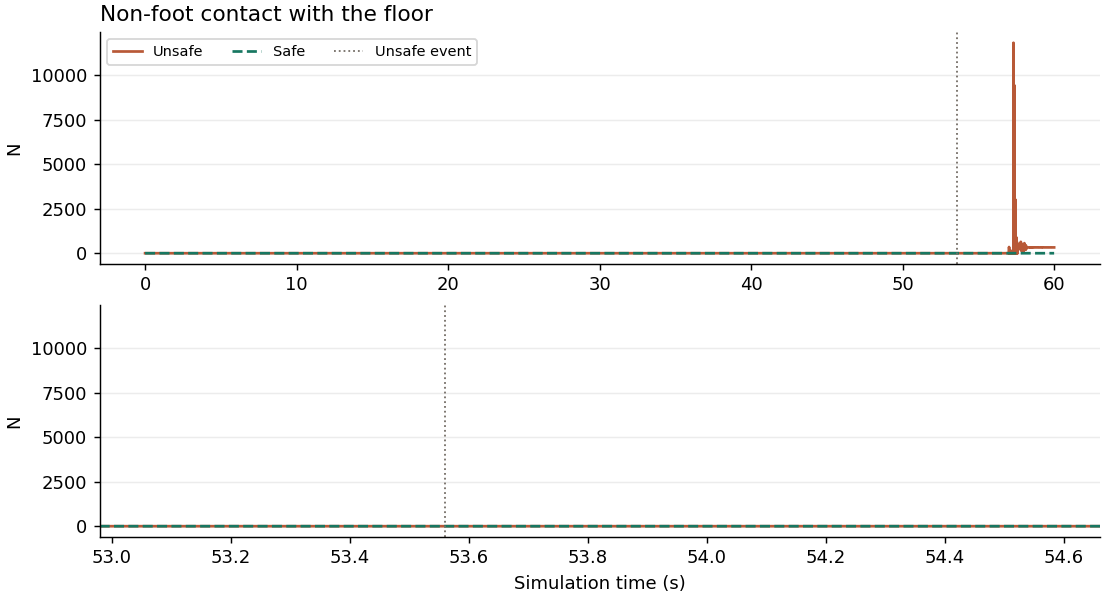 Non-foot contact with the floor
Unsafe Safe Unsafe event
N
10000
7500
5000
2500
0
0 10 20 30 40 50 60
N
10000
7500
5000
2500
0
53.0 53.2 53.4 53.6 53.8 54.0 54.2 54.4 54.6
Simulation time (s)